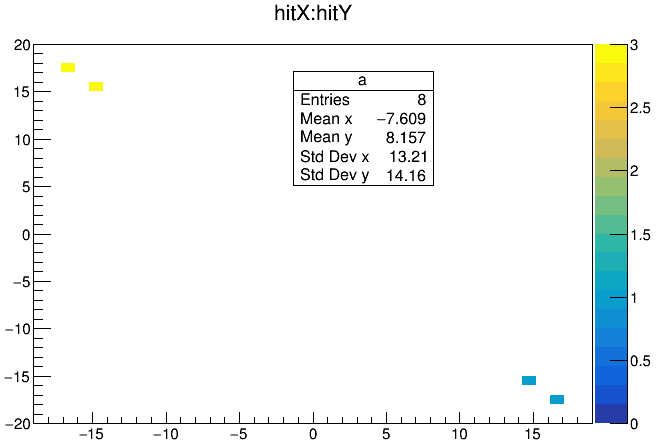 hitX:hitY
20
15
10
5
0
−5
−10
−15
−20
a
Entries 8
Mean x −7.609
Mean y 8.157
Std Dev x 13.21
Std Dev y 14.16
−15 −10 −5 0 5 10 15
3
2
1.5
1
0.5
0